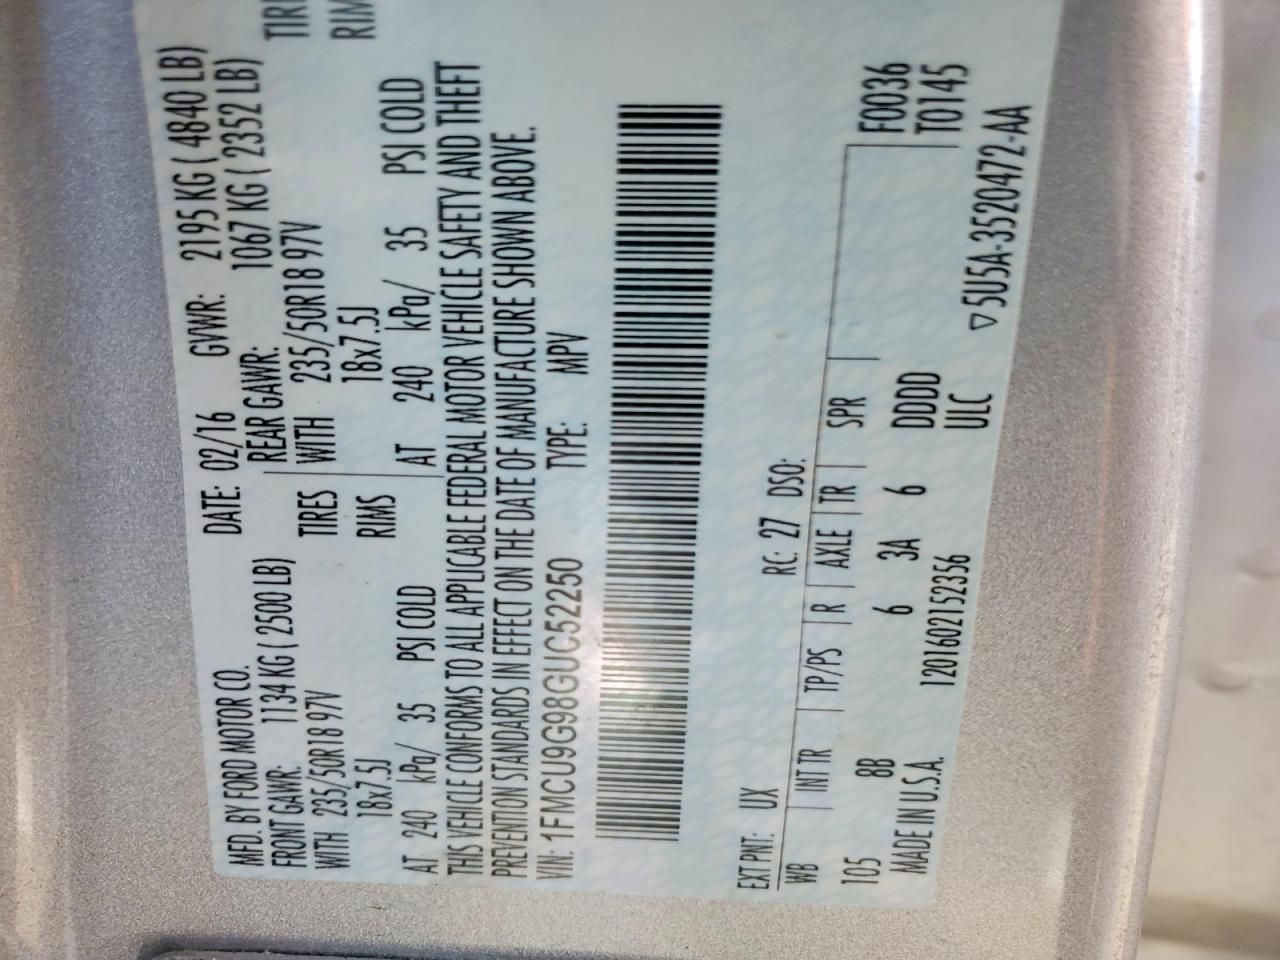 MFD. BY FORD MOTOR CO.
DATE: 02/16 GVWR: 2195 KG ( 4840 LB)
FRONT GAWR: 1134 KG ( 2500 LB)
REAR GAWR: 1067 KG ( 2352 LB)
WITH 235/50R18 97V TIRES
WITH 235/50R18 97V TIRE
18x7.5J RIMS
18x7.5J RIM
AT 240 kPa/ 35 PSI COLD
AT 240 kPa/ 35 PSI COLD
THIS VEHICLE CONFORMS TO ALL APPLICABLE FEDERAL MOTOR VEHICLE SAFETY AND THEFT
PREVENTION STANDARDS IN EFFECT ON THE DATE OF MANUFACTURE SHOWN ABOVE.
VIN: 1FMCU9G98GUC52250 TYPE: MPV
EXT PNT: UX RC: 27 DSO:
WB INT TR TP/PS R AXLE TR SPR F0036
105 8B 6 3A 6 DDDD T0145
MADE IN U.S.A. 1201602152356 ULC
▽ 5U5A-3520472-AA